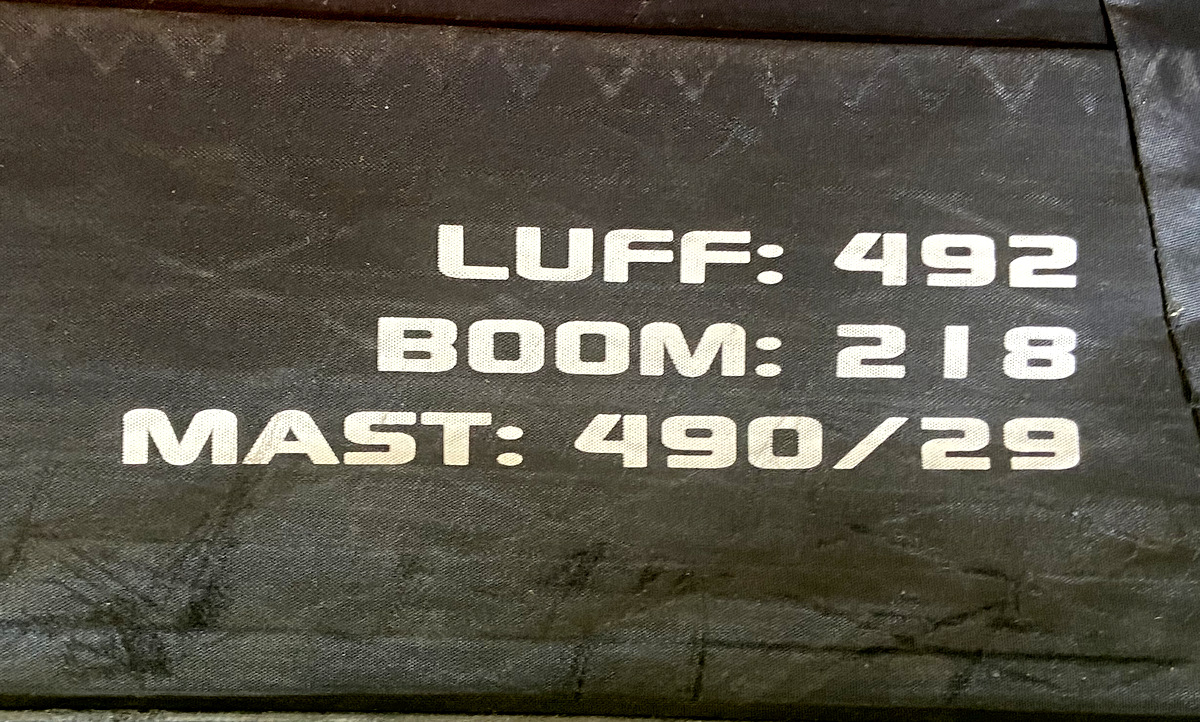 LUFF: 492
BOOM: 218
MAST: 490/29